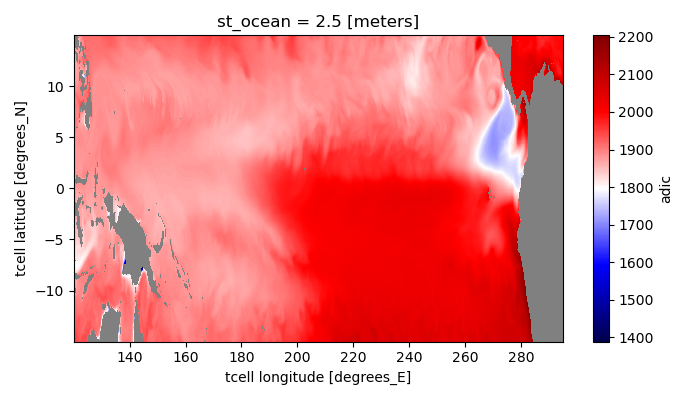 st_ocean = 2.5 [meters]
tcell latitude [degrees_N]
10
5
0
−5
−10
140 160 180 200 220 240 260 280
tcell longitude [degrees_E]
2200
2100
2000
1900
1800
1700
1600
1500
1400
adic